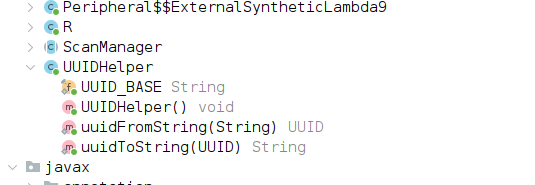 Peripheral$$ExternalSyntheticLambda9
R
ScanManager
UUIDHelper
UUID_BASE String
UUIDHelper() void
uuidFromString(String) UUID
uuidToString(UUID) String
javax